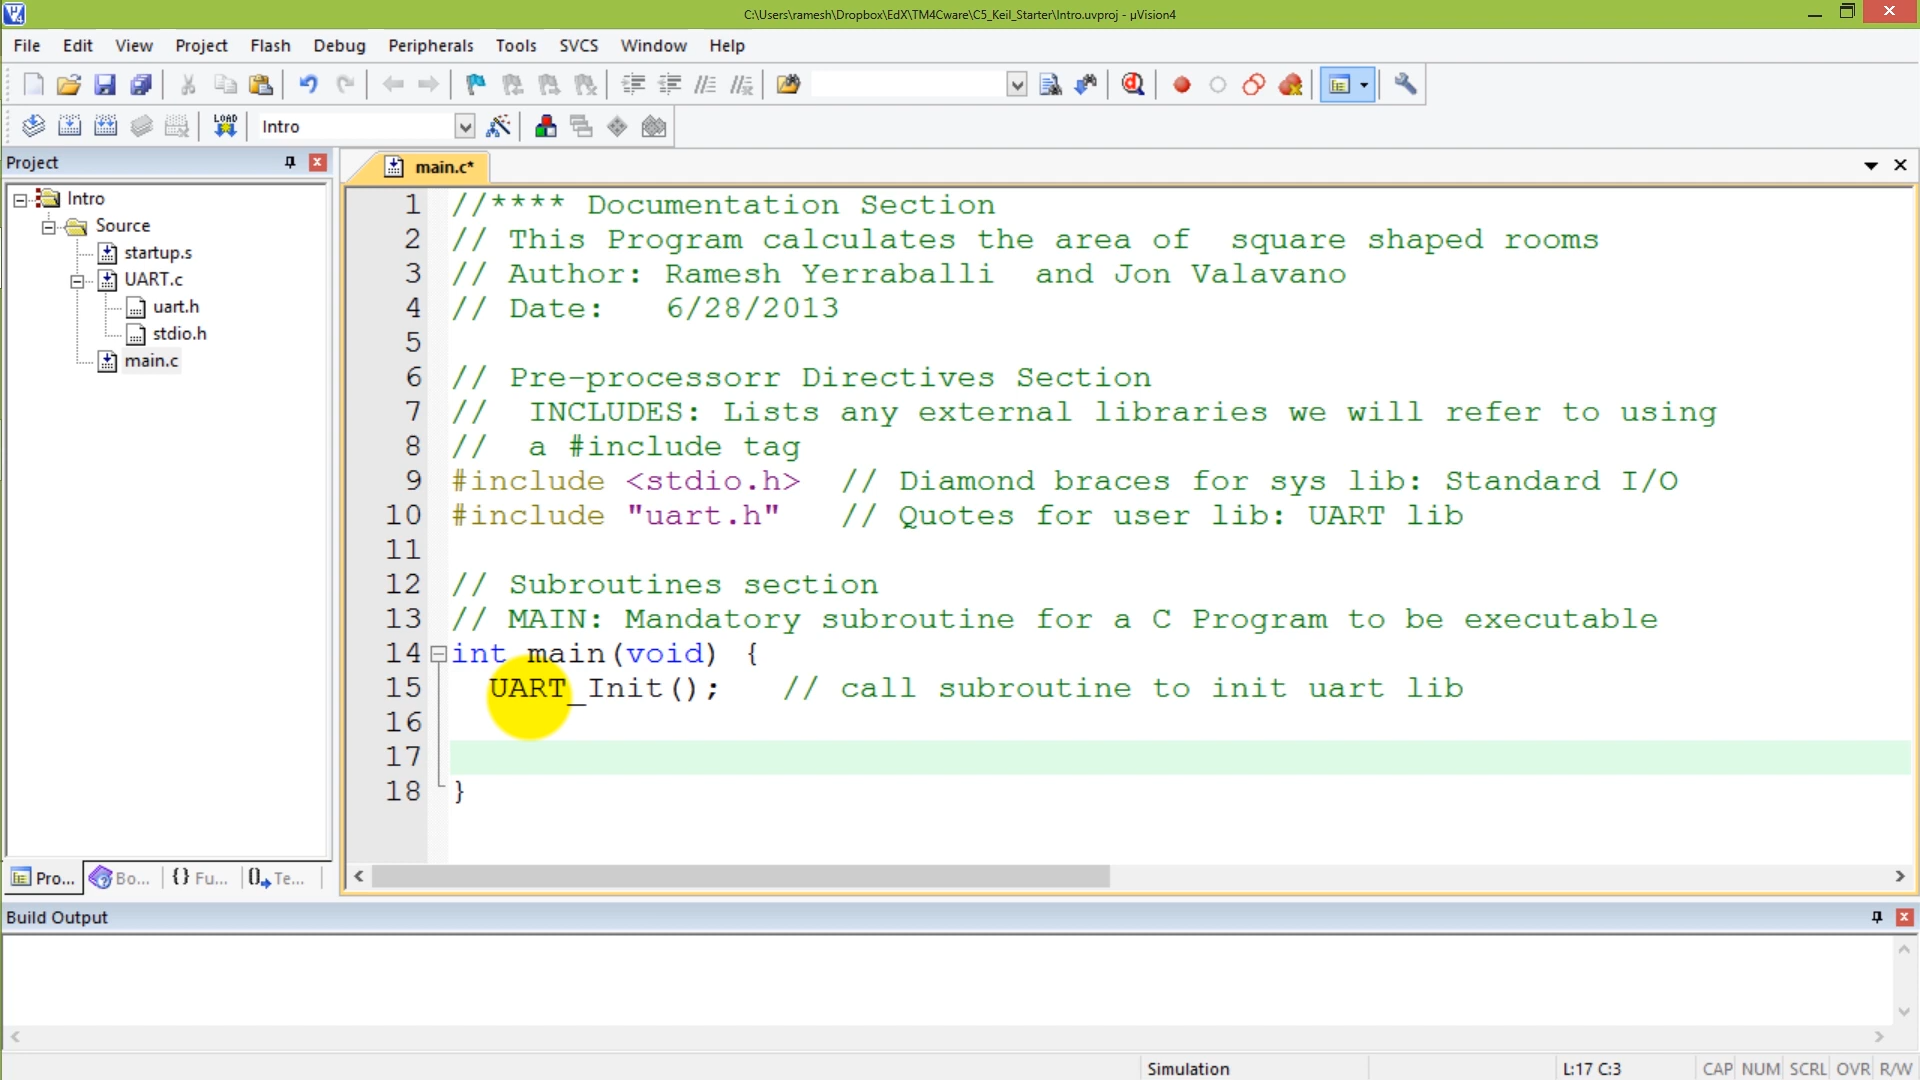 C:\Users\ramesh\Dropbox\EdX\TM4Cware\C5_Keil_Starter\Intro.uvproj - µVision4
File Edit View Project Flash Debug Peripherals Tools SVCS Window Help
LOAD Intro
Project
main.c*
Intro
Source
startup.s
UART.c
uart.h
stdio.h
main.c
1 //**** Documentation Section
2 // This Program calculates the area of  square shaped rooms
3 // Author: Ramesh Yerraballi  and Jon Valavano
4 // Date:   6/28/2013
5
6 // Pre-processorr Directives Section
7 //  INCLUDES: Lists any external libraries we will refer to using
8 //  a #include tag
9 #include <stdio.h>  // Diamond braces for sys lib: Standard I/O
10 #include "uart.h"   // Quotes for user lib: UART lib
11
12 // Subroutines section
13 // MAIN: Mandatory subroutine for a C Program to be executable
14 int main(void) {
15   UART_Init();   // call subroutine to init uart lib
16
17
18 }
Pro... Bo... {} Fu... Te...
Build Output
Simulation L:17 C:3 CAP NUM SCRL OVR R/W